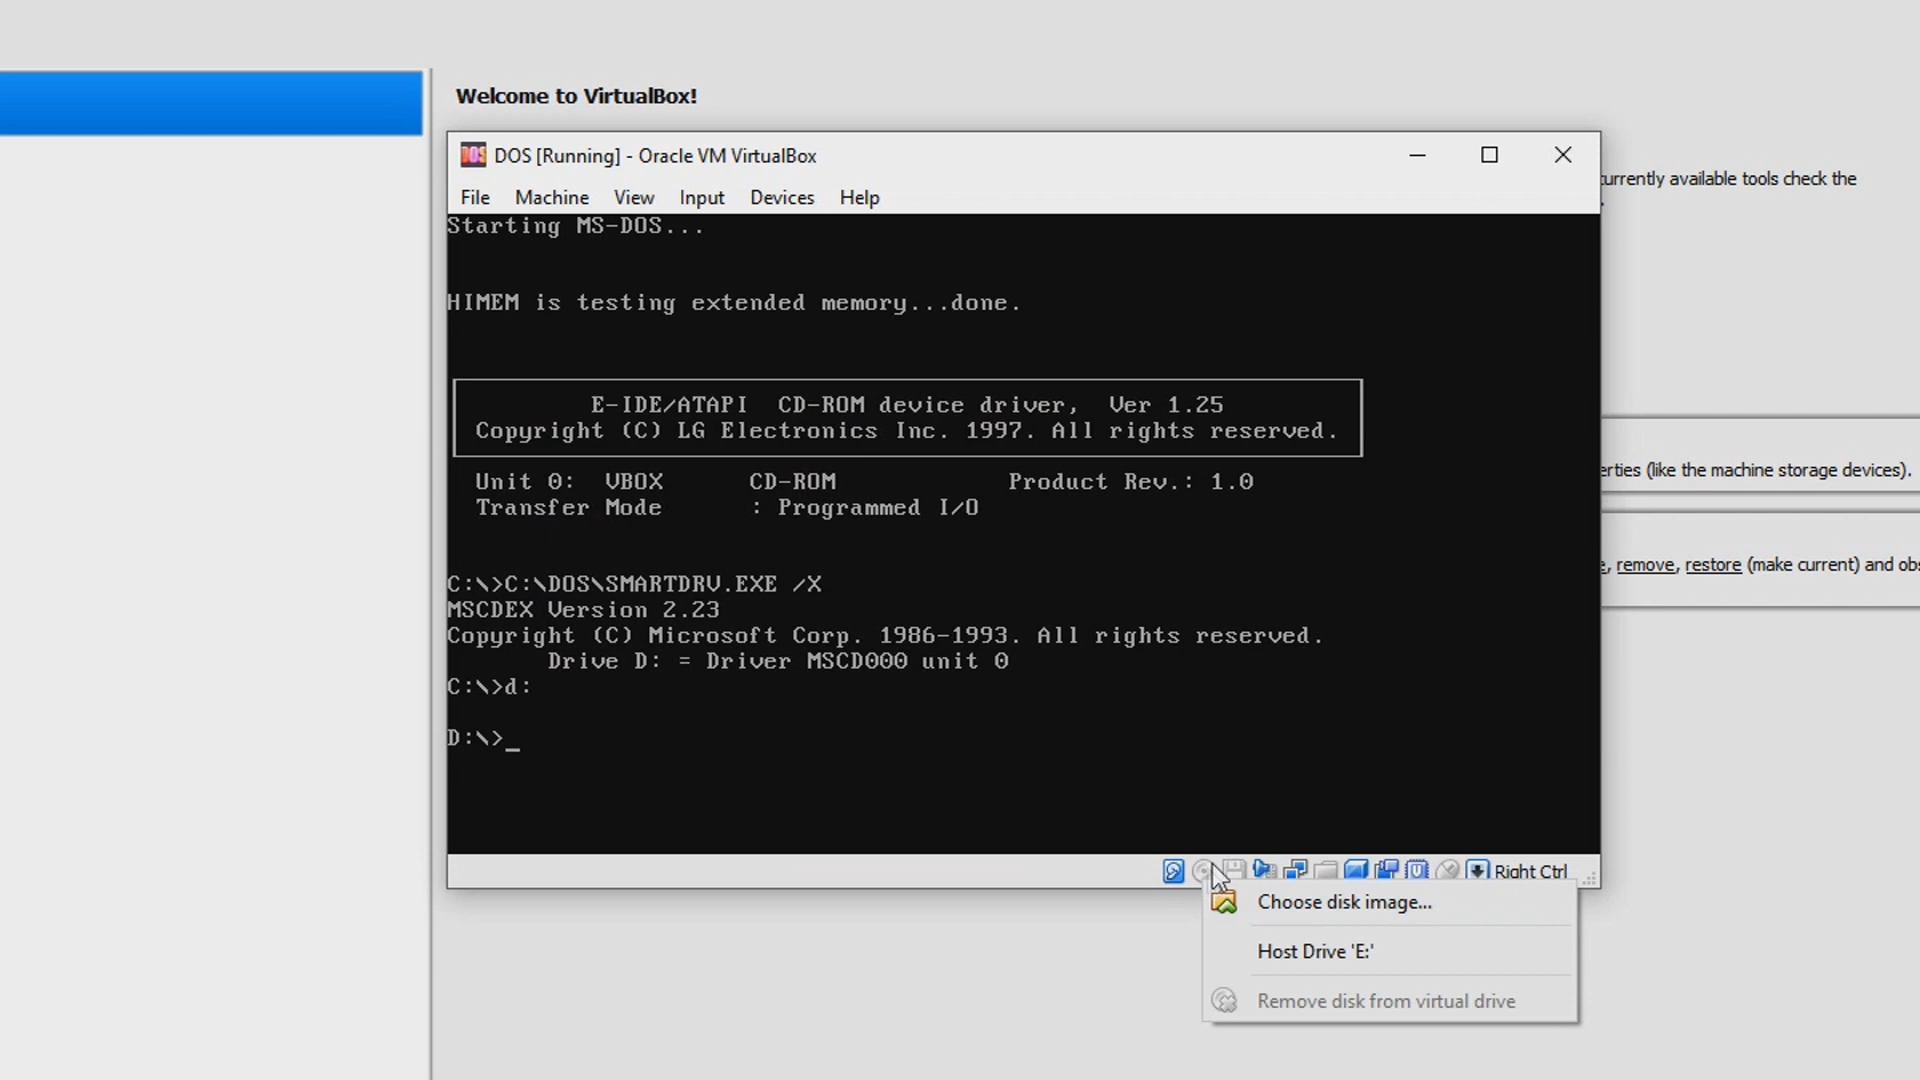 Welcome to VirtualBox!
DOS [Running] - Oracle VM VirtualBox
currently available tools check the
File Machine View Input Devices Help
Starting MS-DOS...
HIMEM is testing extended memory...done.
E-IDE/ATAPI CD-ROM device driver, Ver 1.25
Copyright (C) LG Electronics Inc. 1997. All rights reserved.
erties (like the machine storage devices).
Unit 0: VBOX CD-ROM Product Rev.: 1.0
Transfer Mode : Programmed I/O
e, remove, restore (make current) and obs
C:\>C:\DOS\SMARTDRV.EXE /X
MSCDEX Version 2.23
Copyright (C) Microsoft Corp. 1986-1993. All rights reserved.
Drive D: = Driver MSCD000 unit 0
C:\>d:
D:\>_
Right Ctrl
Choose disk image...
Host Drive 'E:'
Remove disk from virtual drive